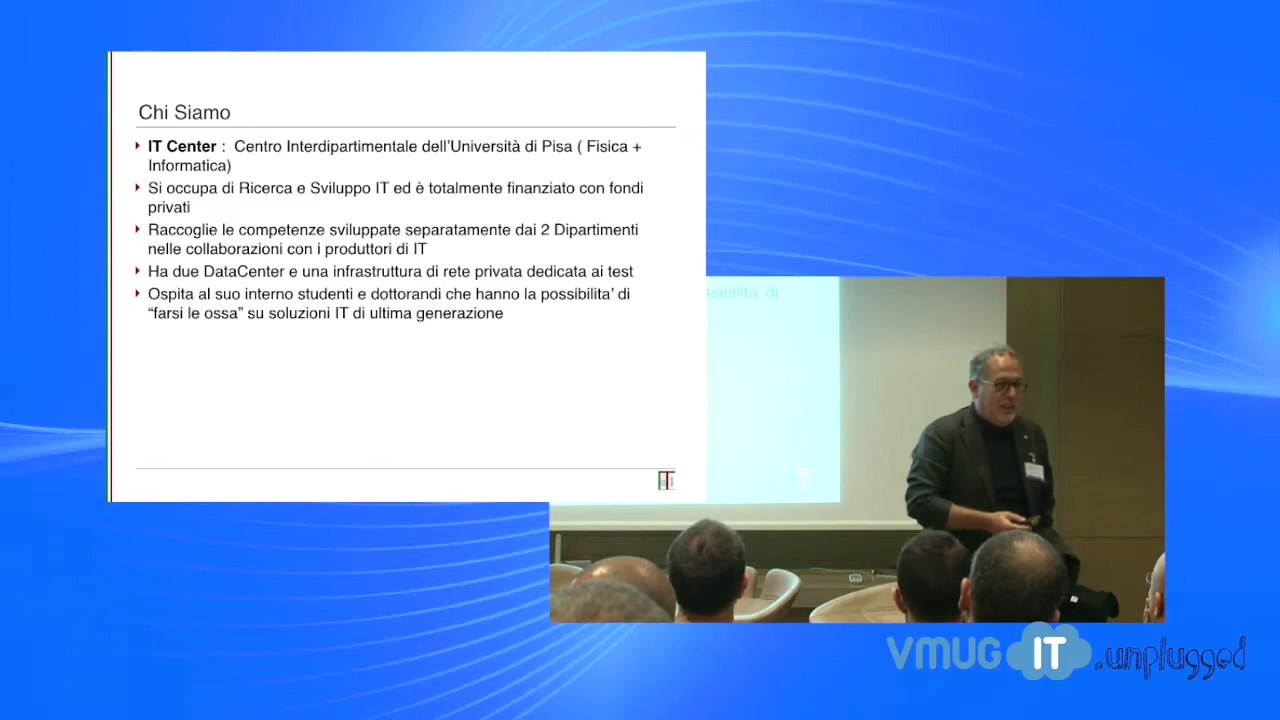 Chi Siamo
IT Center : Centro Interdipartimentale dell'Università di Pisa ( Fisica +
Informatica)
Si occupa di Ricerca e Sviluppo IT ed è totalmente finanziato con fondi
privati
Raccoglie le competenze sviluppate separatamente dai 2 Dipartimenti
nelle collaborazioni con i produttori di IT
Ha due DataCenter e una infrastruttura di rete privata dedicata ai test
Ospita al suo interno studenti e dottorandi che hanno la possibilita' di
“farsi le ossa” su soluzioni IT di ultima generazione
ssibilita' di
VMUG IT .unplugged